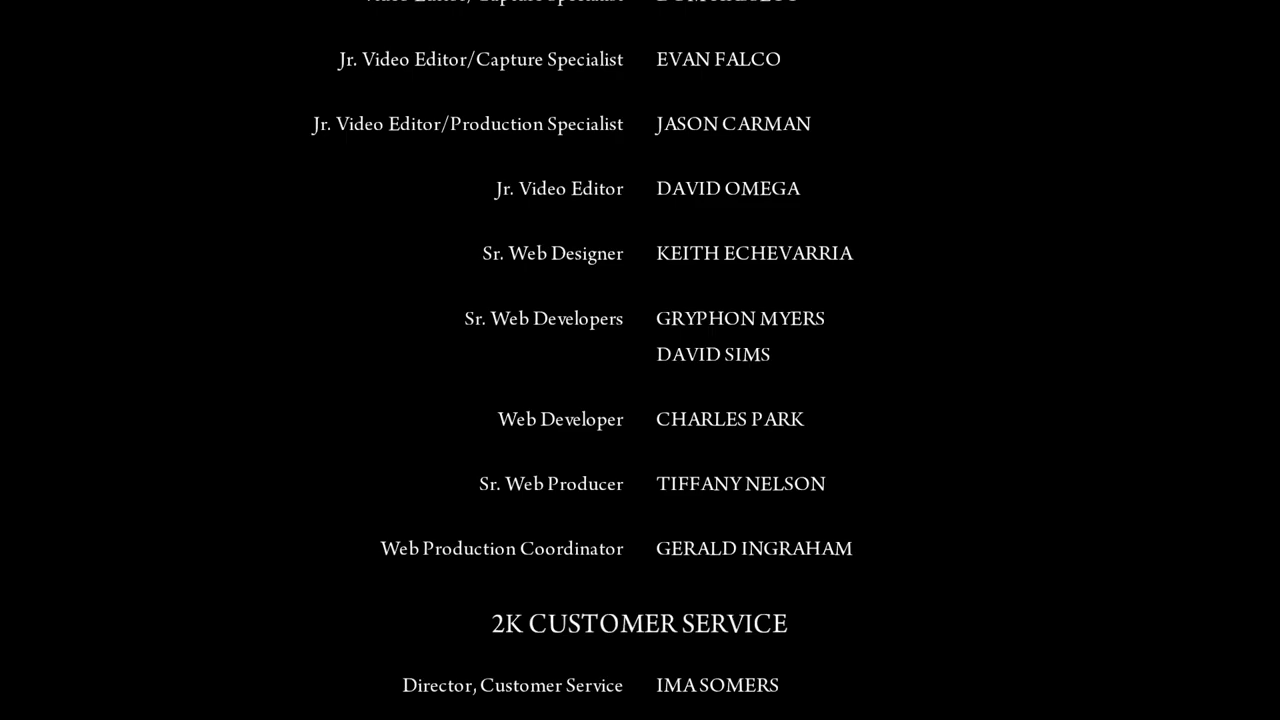 Jr. Video Editor/Capture Specialist EVAN FALCO
Jr. Video Editor/Production Specialist JASON CARMAN
Jr. Video Editor DAVID OMEGA
Sr. Web Designer KEITH ECHEVARRIA
Sr. Web Developers GRYPHON MYERS
DAVID SIMS
Web Developer CHARLES PARK
Sr. Web Producer TIFFANY NELSON
Web Production Coordinator GERALD INGRAHAM
2K CUSTOMER SERVICE
Director, Customer Service IMA SOMERS